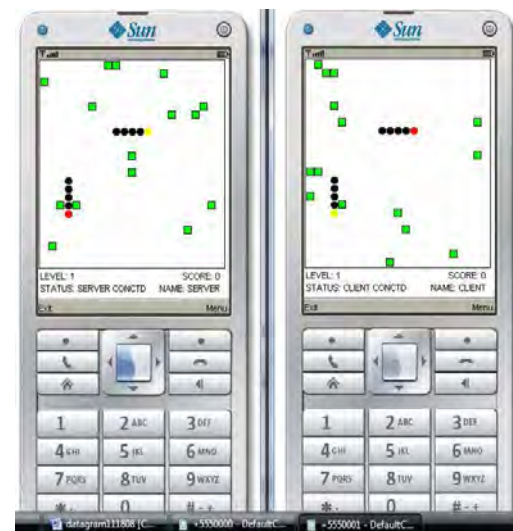 Sun
LEVEL: 1 SCORE: 0
STATUS: SERVER CONCTD NAME: SERVER
Exit Menu
1 2 ABC 3 DEF
4 GHI 5 JKL 6 MNO
7 PQRS 8 TUV 9 WXYZ
* . 0 # - +
Sun
LEVEL: 1 SCORE: 0
STATUS: CLIENT CONCTD NAME: CLIENT
Exit Menu
1 2 ABC 3 DEF
4 GHI 5 JKL 6 MNO
7 PQRS 8 TUV 9 WXYZ
* . 0 # - +
datagram111808 [C... +5550000 - DefaultC... +5550001 - DefaultC...